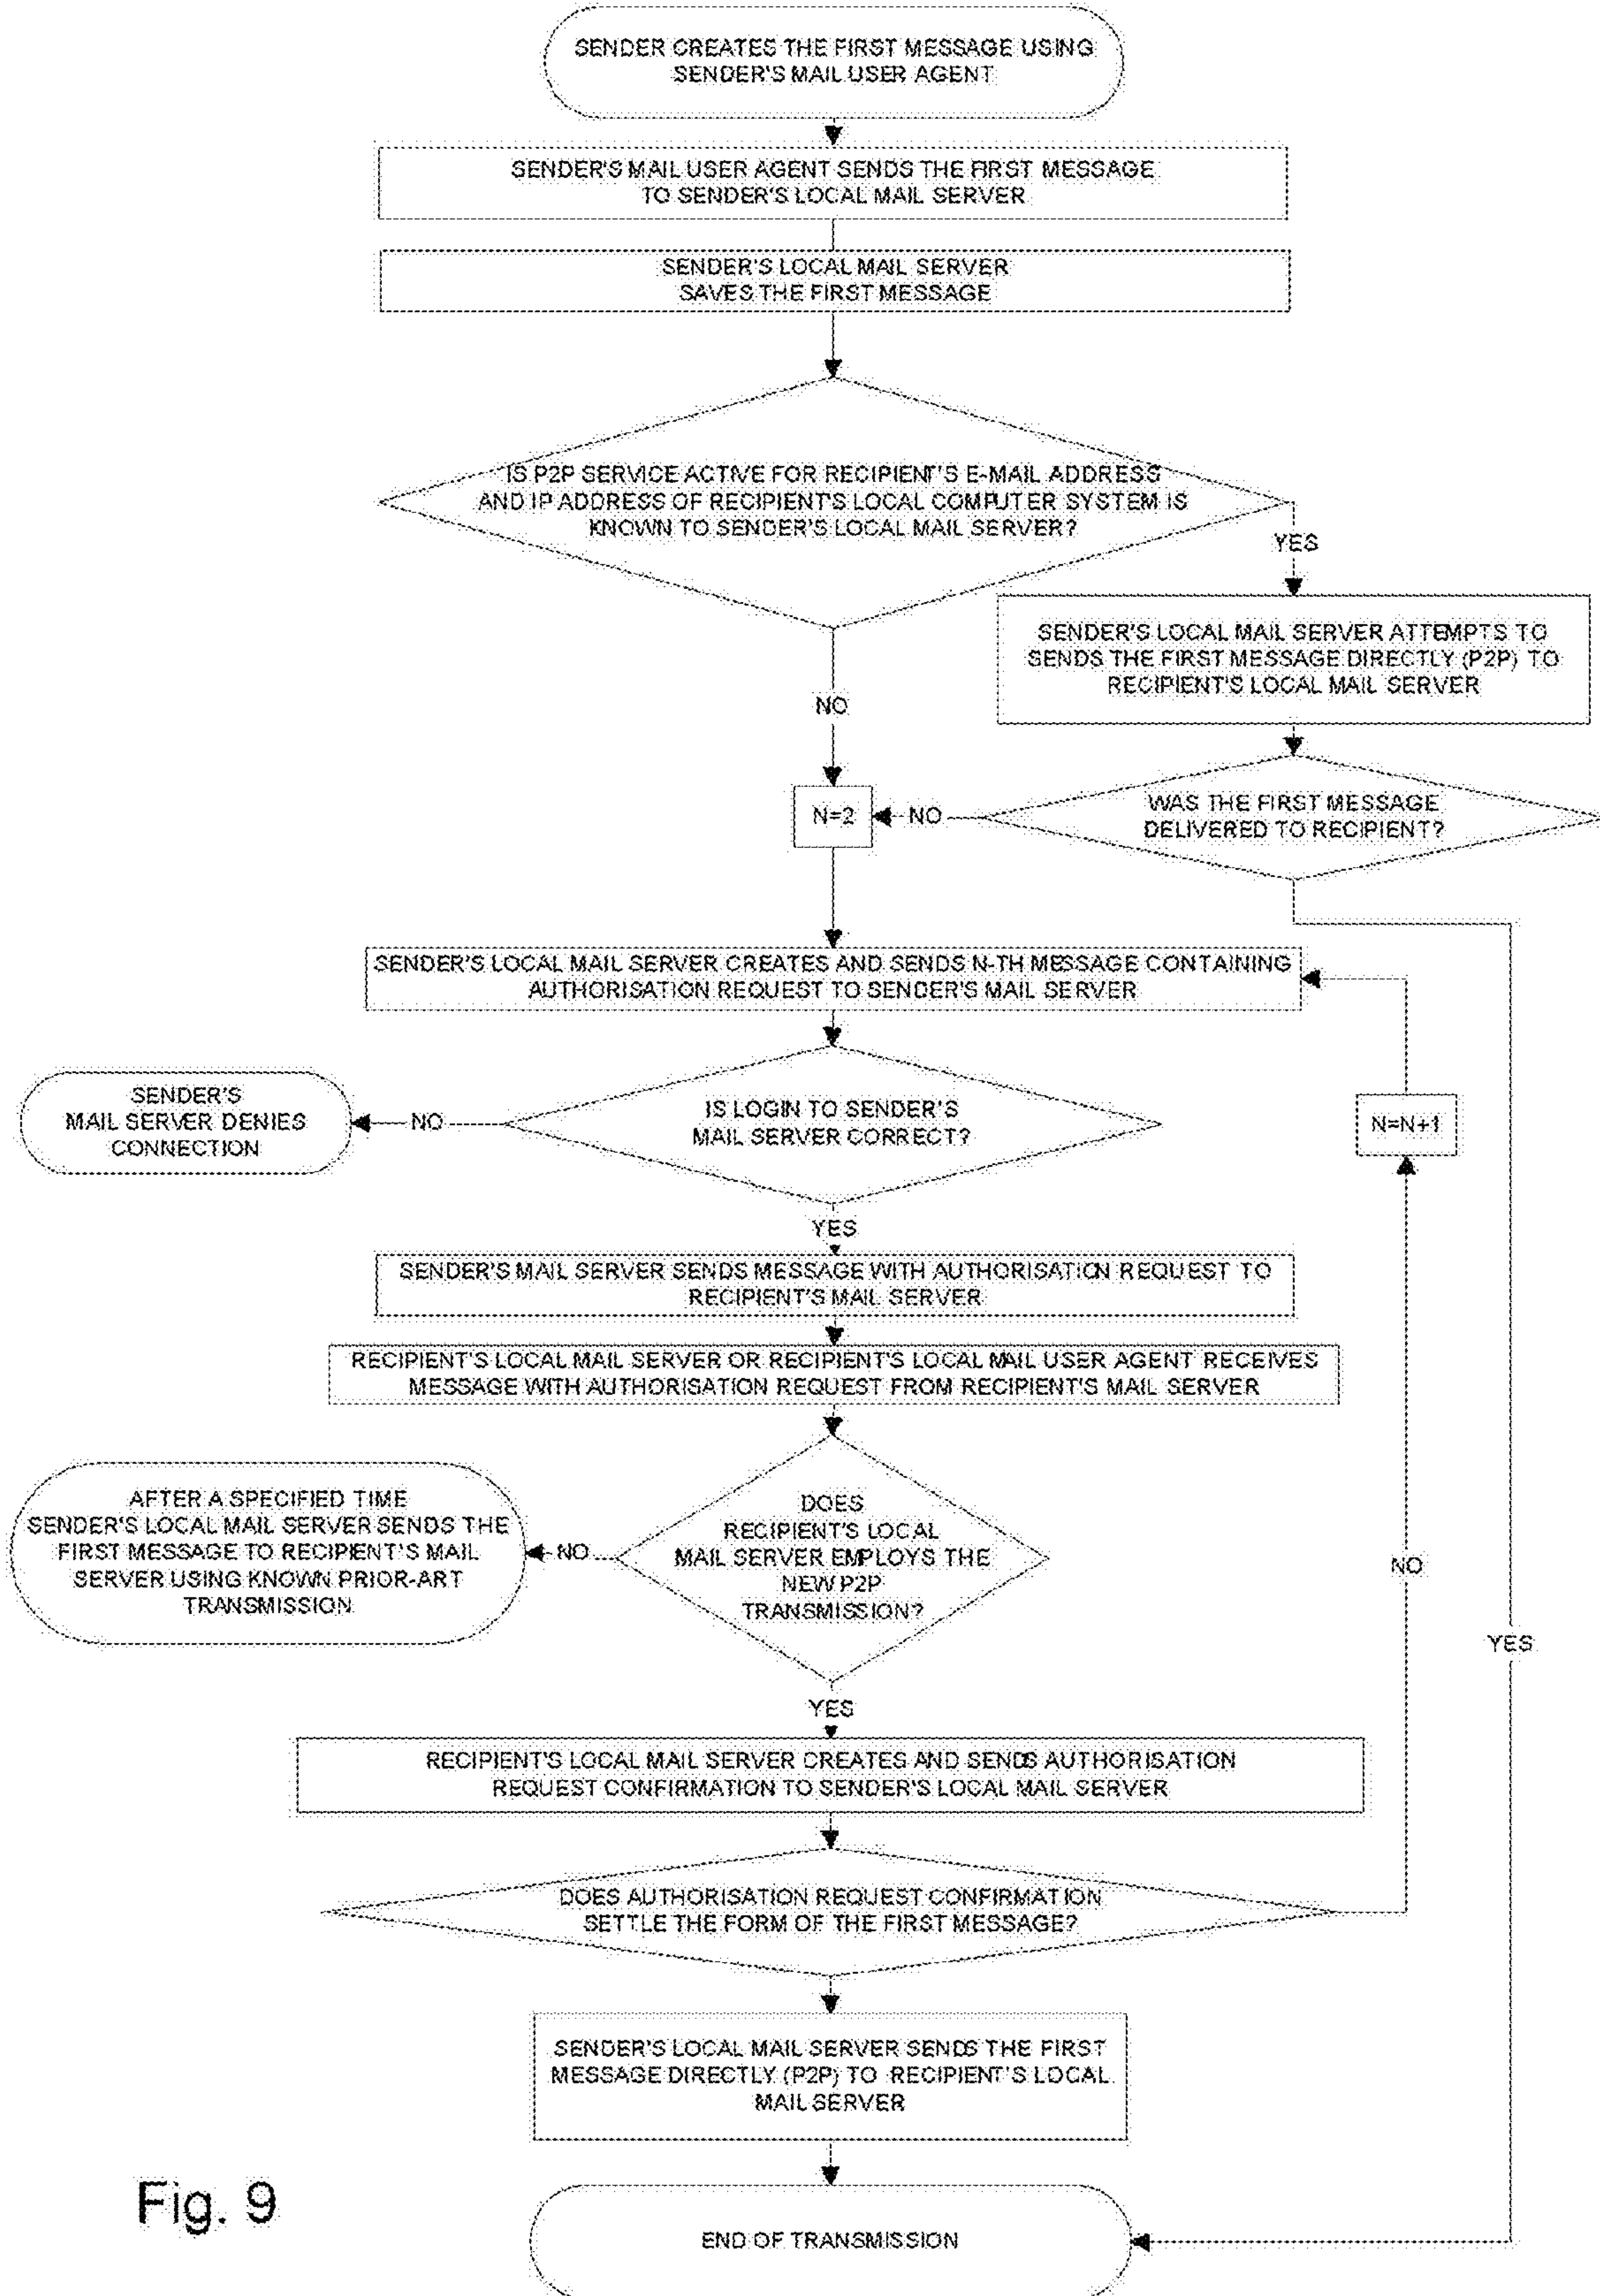 SENDER CREATES THE FIRST MESSAGE USING
SENDER'S MAIL USER AGENT
SENDER'S MAIL USER AGENT SENDS THE FIRST MESSAGE
TO SENDER'S LOCAL MAIL SERVER
SENDER'S LOCAL MAIL SERVER
SAVES THE FIRST MESSAGE
IS P2P SERVICE ACTIVE FOR RECIPIENT'S E-MAIL ADDRESS
AND IP ADDRESS OF RECIPIENT'S LOCAL COMPUTER SYSTEM IS
KNOWN TO SENDER'S LOCAL MAIL SERVER?
YES
SENDER'S LOCAL MAIL SERVER ATTEMPTS TO
SENDS THE FIRST MESSAGE DIRECTLY (P2P) TO
RECIPIENT'S LOCAL MAIL SERVER
NO
N=2
NO
WAS THE FIRST MESSAGE
DELIVERED TO RECIPIENT?
SENDER'S LOCAL MAIL SERVER CREATES AND SENDS N-TH MESSAGE CONTAINING
AUTHORISATION REQUEST TO SENDER'S MAIL SERVER
SENDER'S
MAIL SERVER DENIES
CONNECTION
NO
IS LOGIN TO SENDER'S
MAIL SERVER CORRECT?
N=N+1
YES
SENDER'S MAIL SERVER SENDS MESSAGE WITH AUTHORISATION REQUEST TO
RECIPIENT'S MAIL SERVER
RECIPIENT'S LOCAL MAIL SERVER OR RECIPIENT'S LOCAL MAIL USER AGENT RECEIVES
MESSAGE WITH AUTHORISATION REQUEST FROM RECIPIENT'S MAIL SERVER
AFTER A SPECIFIED TIME
SENDER'S LOCAL MAIL SERVER SENDS THE
FIRST MESSAGE TO RECIPIENT'S MAIL
SERVER USING KNOWN PRIOR-ART
TRANSMISSION
NO
DOES
RECIPIENT'S LOCAL
MAIL SERVER EMPLOYS THE
NEW P2P
TRANSMISSION?
NO
YES
YES
RECIPIENT'S LOCAL MAIL SERVER CREATES AND SENDS AUTHORISATION
REQUEST CONFIRMATION TO SENDER'S LOCAL MAIL SERVER
DOES AUTHORISATION REQUEST CONFIRMATION
SETTLE THE FORM OF THE FIRST MESSAGE?
SENDER'S LOCAL MAIL SERVER SENDS THE FIRST
MESSAGE DIRECTLY (P2P) TO RECIPIENT'S LOCAL
MAIL SERVER
Fig. 9
END OF TRANSMISSION